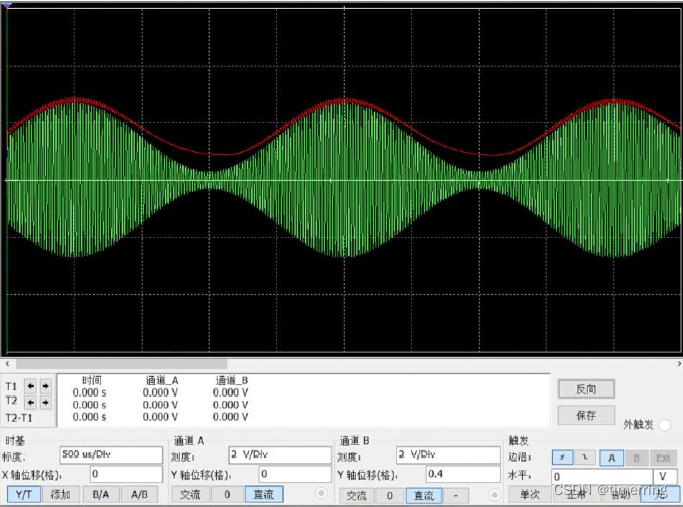 时间 通道_A 通道_B
T1 0.000 s 0.000 V 0.000 V
T2 0.000 s 0.000 V 0.000 V
T2-T1 0.000 s 0.000 V 0.000 V
反向
保存
外触发
时基
标度: 500 us/Div
X 轴位移(格): 0
Y/T 添加 B/A A/B
通道 A
刻度: 2 V/Div
Y 轴位移(格): 0
交流 0 直流
通道 B
刻度: 2 V/Div
Y 轴位移(格): 0.4
交流 0 直流 -
触发
边沿: A B Ext
水平: 0 V
单次 正常 自动 无
CSDN @timerring